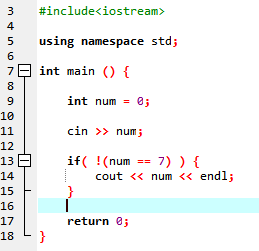 3 #include<iostream>
4
5 using namespace std;
6
7 int main () {
8
9 int num = 0;
10
11 cin >> num;
12
13 if( !(num == 7) ) {
14 cout << num << endl;
15 }
16
17 return 0;
18 }